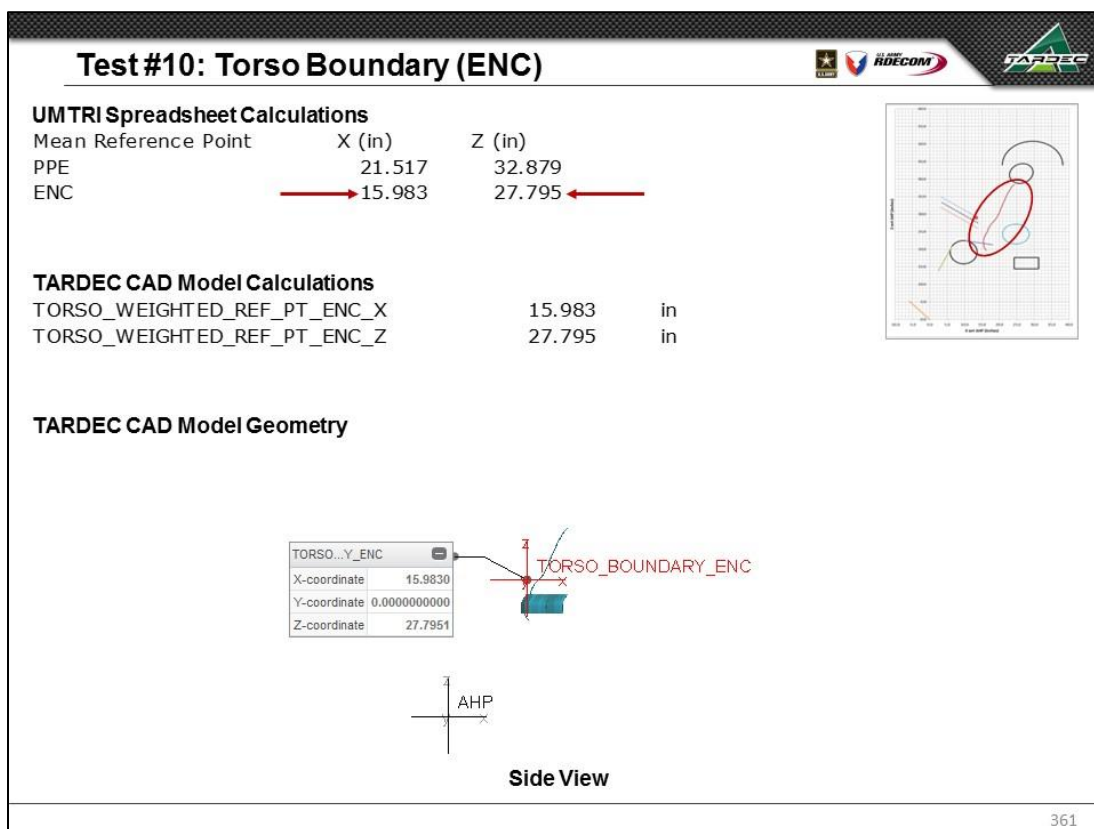 Test #10: Torso Boundary (ENC)
U.S. ARMY
U.S. ARMY
RDECOM
TARDEC
UMTRI Spreadsheet Calculations
Mean Reference Point X (in) Z (in)
PPE 21.517 32.879
ENC 15.983 27.795
TARDEC CAD Model Calculations
TORSO_WEIGHTED_REF_PT_ENC_X 15.983 in
TORSO_WEIGHTED_REF_PT_ENC_Z 27.795 in
TARDEC CAD Model Geometry
TORSO...Y_ENC
X-coordinate 15.9830
Y-coordinate 0.0000000000
Z-coordinate 27.7951
Z
TORSO_BOUNDARY_ENC
X
Z
AHP
y
X
Side View
361